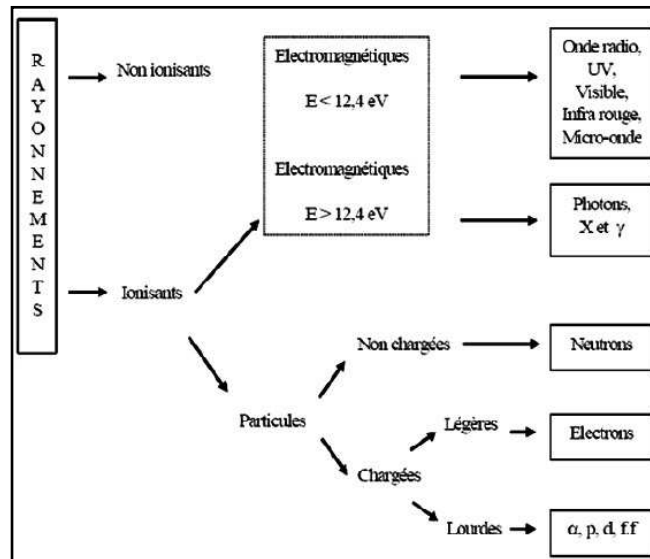 RAYONNEMENTS
Non ionisants
Electromagnétiques
E < 12,4 eV
Onde radio,
UV,
Visible,
Infra rouge,
Micro-onde
Electromagnétiques
E > 12,4 eV
Photons,
X et γ
Ionisants
Particules
Non chargées
Neutrons
Chargées
Légères
Electrons
Lourdes
α, p, d, f.f